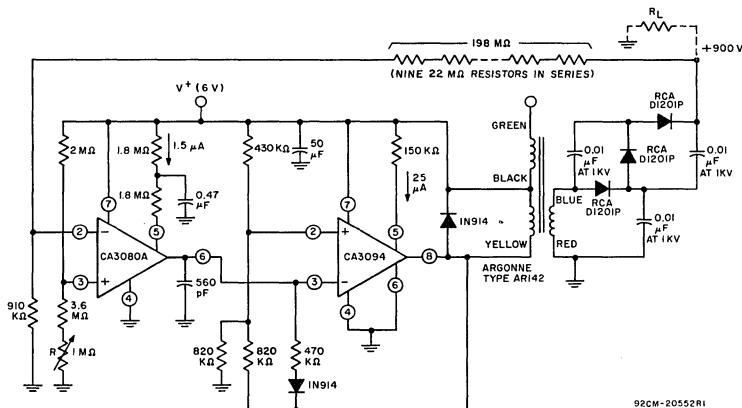 R_L
198 MΩ
+900 V
(NINE 22 MΩ RESISTORS IN SERIES)
V+ (6 V)
RCA
D1201P
GREEN
2 MΩ
1.8 MΩ
1.5 µA
430 KΩ
50
µF
150 KΩ
0.01
µF
AT 1KV
RCA
D1201P
0.01
µF
AT 1KV
1.8 MΩ
0.47
µF
25
µA
BLACK
7
7
IN914
BLUE
RCA
D1201P
0.01
µF
AT 1KV
2
−
5
2
+
5
CA3080A
6
CA3094
8
YELLOW
RED
3
+
3
−
6
ARGONNE
TYPE AR142
4
560
pF
4
910
KΩ
3.6
MΩ
R
1 MΩ
820
KΩ
820
KΩ
470
KΩ
IN914
92CM-20552R1